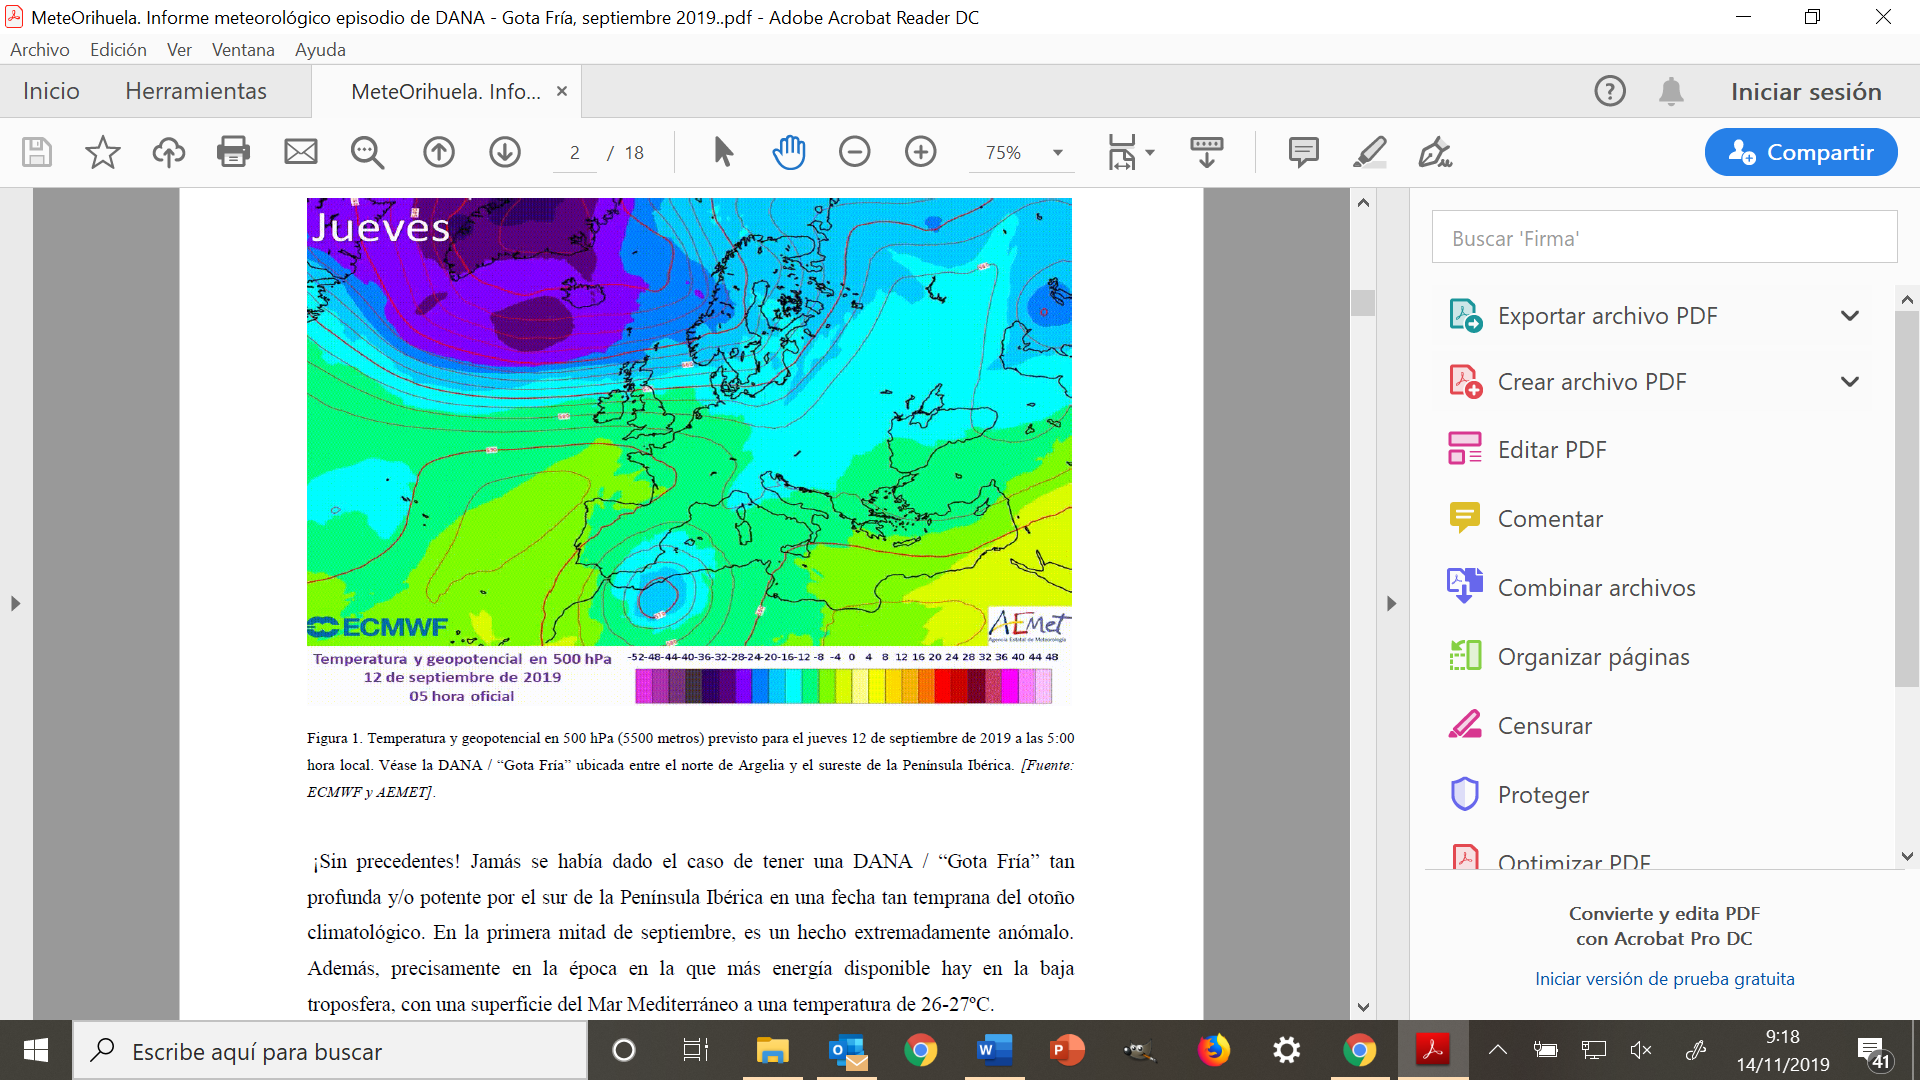 MeteOrihuela. Informe meteorológico episodio de DANA - Gota Fría, septiembre 2019..pdf - Adobe Acrobat Reader DC
Archivo Edición Ver Ventana Ayuda
Inicio Herramientas MeteOrihuela. Info... × Iniciar sesión
2 / 18 75% Compartir
Jueves
ECMWF
AEmet
Agencia Estatal de Meteorología
Temperatura y geopotencial en 500 hPa
12 de septiembre de 2019
05 hora oficial
-52-48-44-40-36-32-28-24-20-16-12 -8 -4 0 4 8 12 16 20 24 28 32 36 40 44 48
Figura 1. Temperatura y geopotencial en 500 hPa (5500 metros) previsto para el jueves 12 de septiembre de 2019 a las 5:00
hora local. Véase la DANA / “Gota Fría” ubicada entre el norte de Argelia y el sureste de la Península Ibérica. [Fuente:
ECMWF y AEMET].
¡Sin precedentes! Jamás se había dado el caso de tener una DANA / “Gota Fría” tan
profunda y/o potente por el sur de la Península Ibérica en una fecha tan temprana del otoño
climatológico. En la primera mitad de septiembre, es un hecho extremadamente anómalo.
Además, precisamente en la época en la que más energía disponible hay en la baja
troposfera, con una superficie del Mar Mediterráneo a una temperatura de 26-27ºC.
Buscar 'Firma'
Exportar archivo PDF
Crear archivo PDF
Editar PDF
Comentar
Combinar archivos
Organizar páginas
Censurar
Proteger
Optimizar PDF
Convierte y edita PDF
con Acrobat Pro DC
Iniciar versión de prueba gratuita
Escribe aquí para buscar
9:18
14/11/2019
41